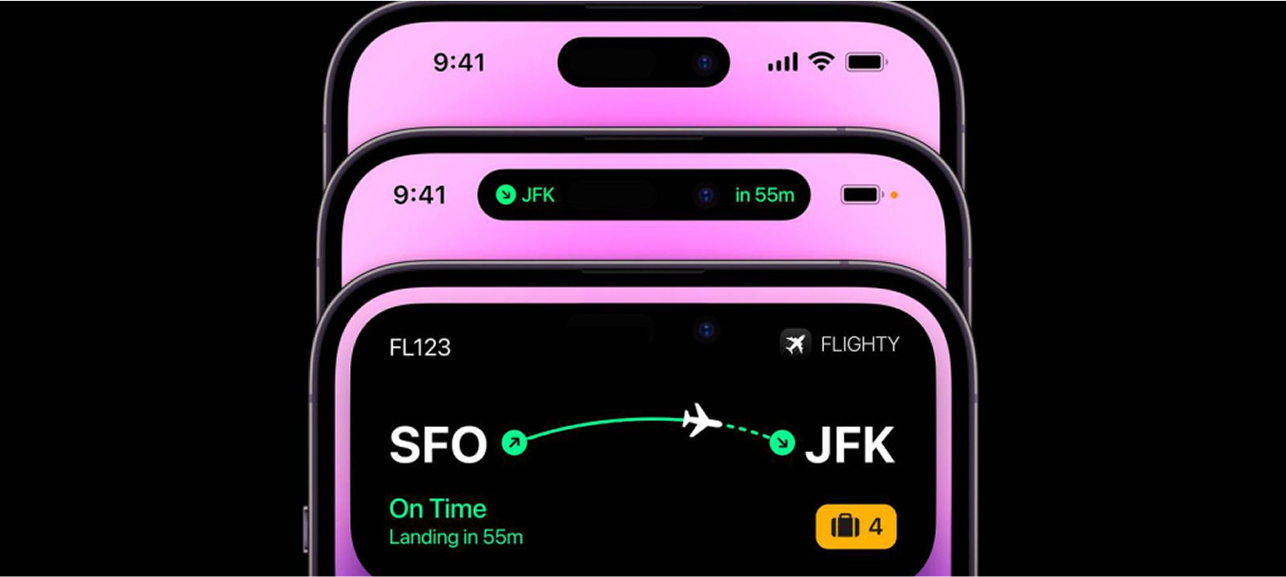 9:41
9:41
JFK
in 55m
FL123
FLIGHTY
SFO
JFK
On Time
Landing in 55m
4